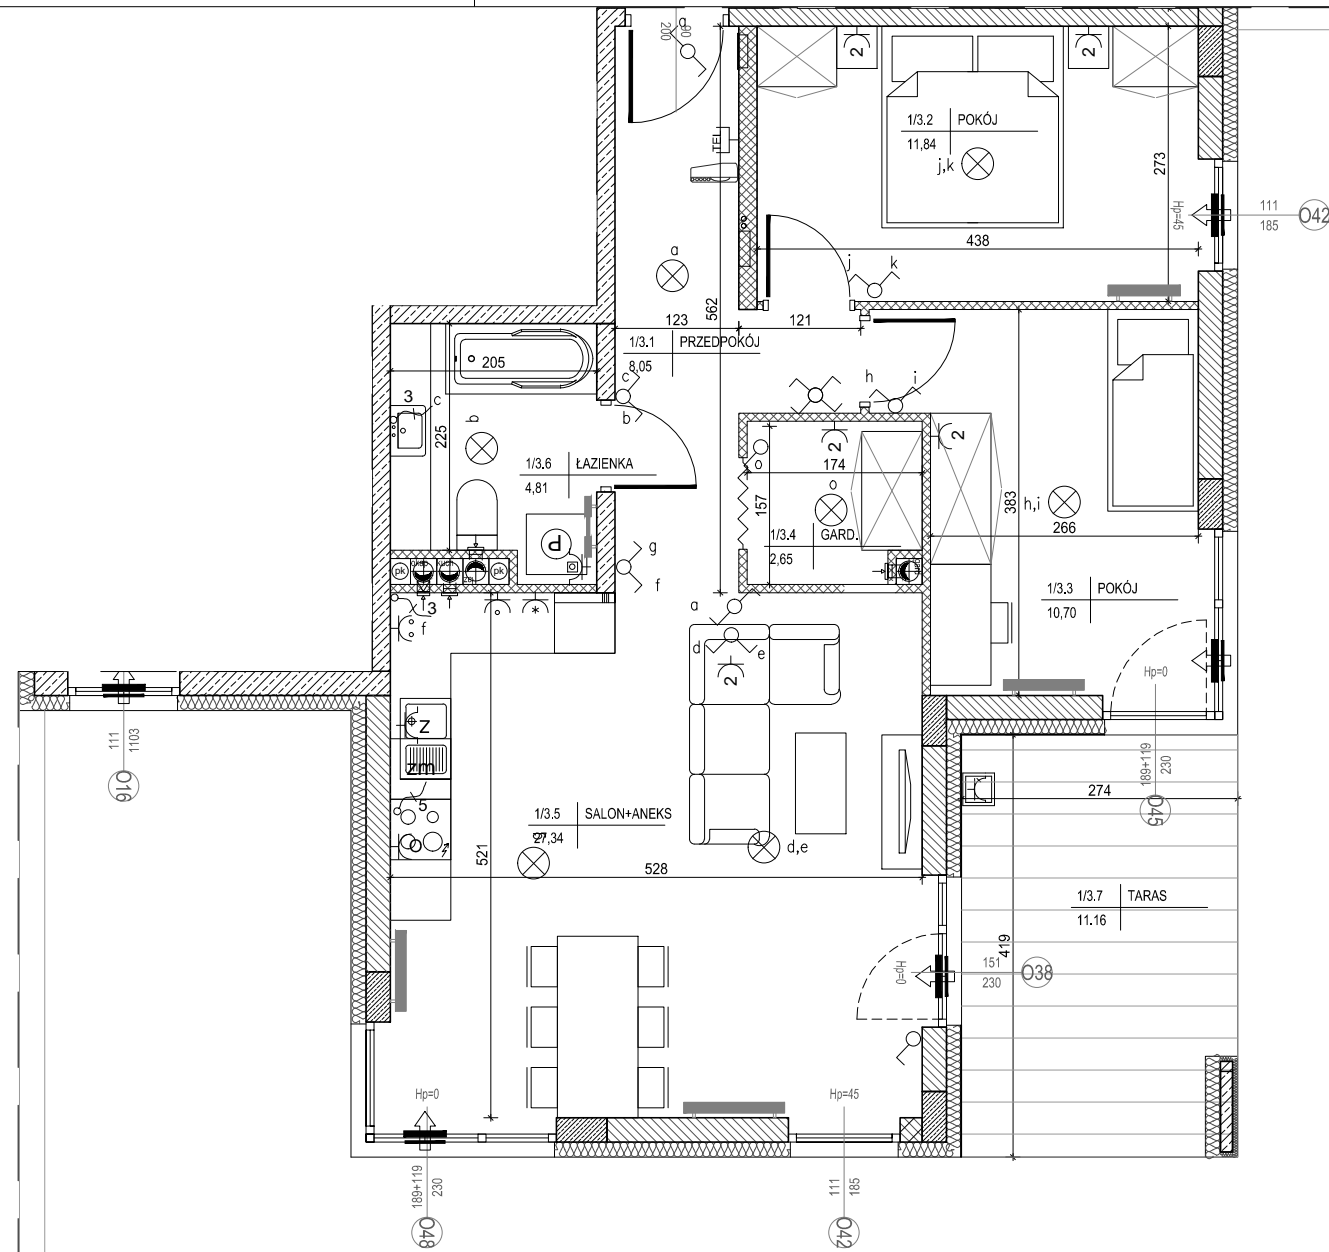 90
200
a
2
2
1/3.2 POKÓJ
11,84
j,k
TEL
273
Hp=45
111
185
O42
438
a
j k
562
123 121
1/3.1 PRZEDPOKÓJ
8,05
205
c
b
h i
3
c
225
b
1/3.6 ŁAZIENKA
4,81
2
174
o
o
157
1/3.4 GARD.
2,65
2
383
h,i
266
1/3.3 POKÓJ
10,70
P
g
f
pk
pk
3
f
*
a
d e
2
Hp=0
111
1103
O16
Z
zm
5
189+119
230
O45
274
1/3.5 SALON+ANEKS
27,34
d,e
521
528
1/3.7 TARAS
11.16
419
Hp=0
151
230
O38
Hp=0
Hp=45
189+119
230
O48
111
185
O42